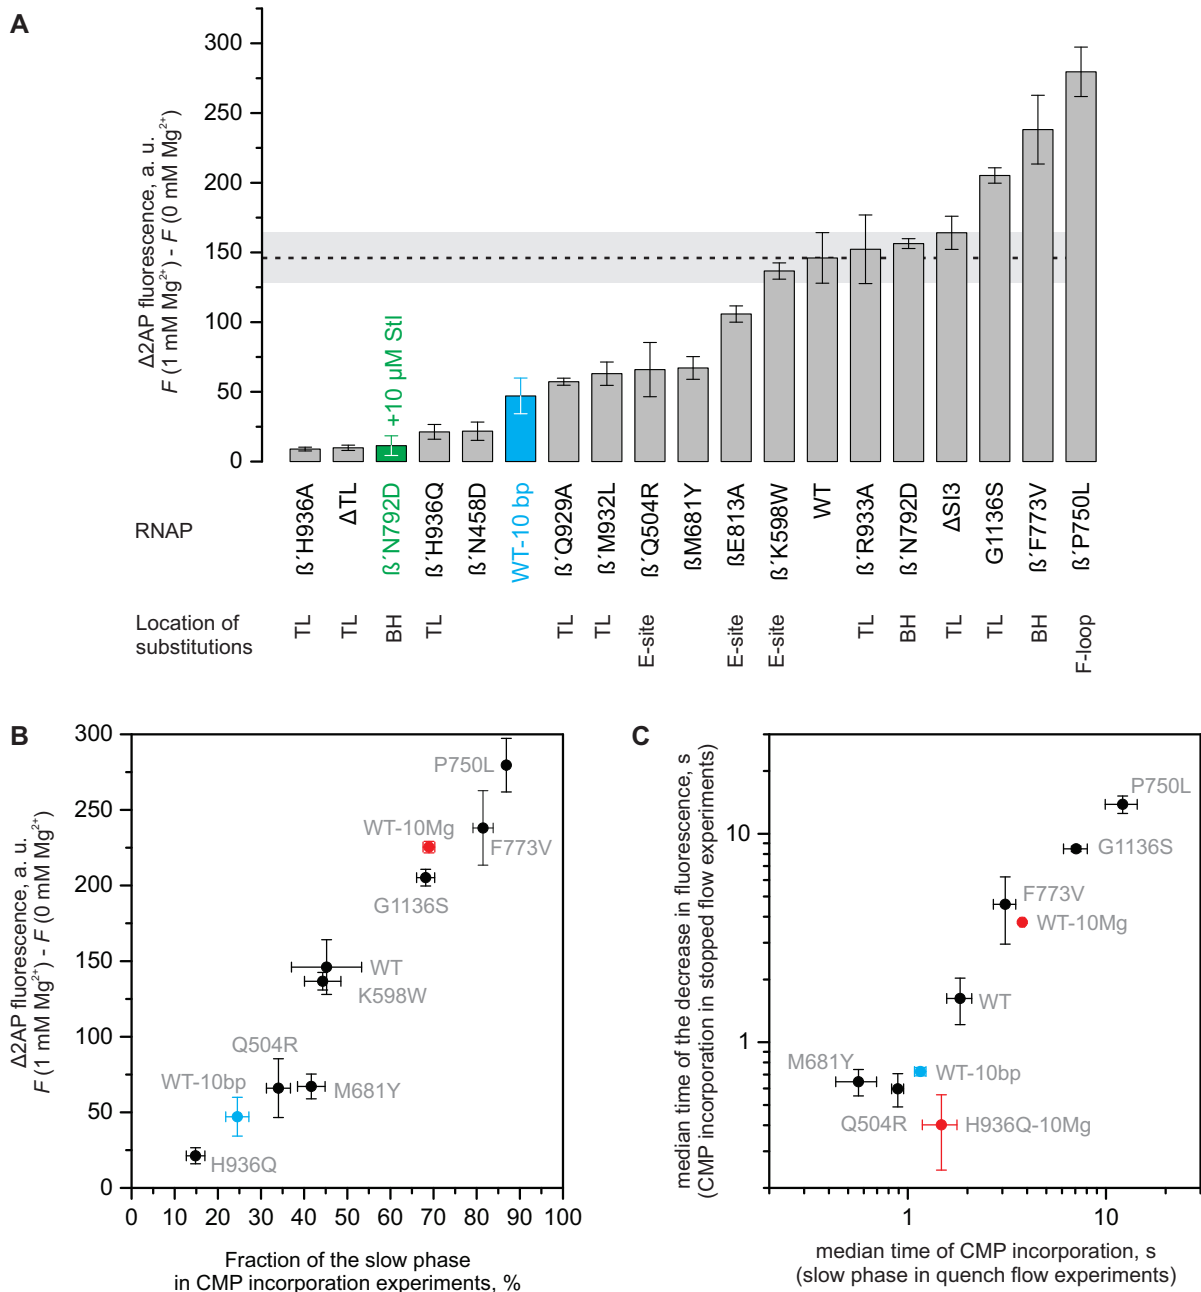 A
Δ2AP fluorescence, a. u.
F (1 mM Mg²⁺) - F (0 mM Mg²⁺)
300
250
200
150
100
50
0
+10 µM Stl
RNAP
ß´H936A
ΔTL
ß´N792D
ß´H936Q
ß´N458D
WT-10 bp
ß´Q929A
ß´M932L
ß´Q504R
ßM681Y
ßE813A
ß´K598W
WT
ß´R933A
ß´N792D
ΔSI3
G1136S
ß´F773V
ß´P750L
Location of
substitutions
TL
TL
BH
TL
TL
TL
E-site
E-site
E-site
TL
BH
TL
TL
BH
F-loop
B
Δ2AP fluorescence, a. u.
F (1 mM Mg²⁺) - F (0 mM Mg²⁺)
300
250
200
150
100
50
0
P750L
WT-10Mg
F773V
G1136S
WT
K598W
Q504R
WT-10bp
M681Y
H936Q
0 10 20 30 40 50 60 70 80 90 100
Fraction of the slow phase
in CMP incorporation experiments, %
C
median time of the decrease in fluorescence, s
(CMP incorporation in stopped flow experiments)
10
1
P750L
G1136S
F773V
WT-10Mg
WT
M681Y
WT-10bp
Q504R
H936Q-10Mg
1 10
median time of CMP incorporation, s
(slow phase in quench flow experiments)